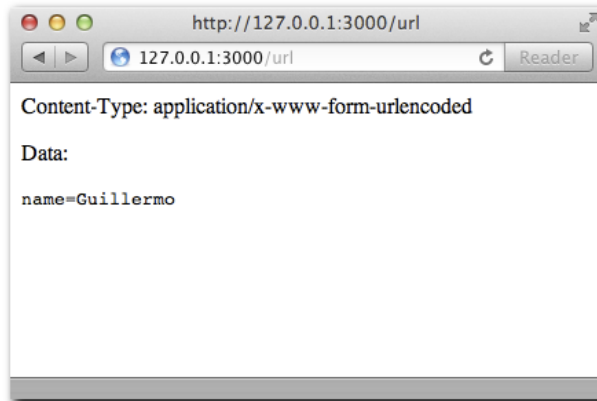 http://127.0.0.1:3000/url
127.0.0.1:3000/url
Reader
Content-Type: application/x-www-form-urlencoded
Data:
name=Guillermo